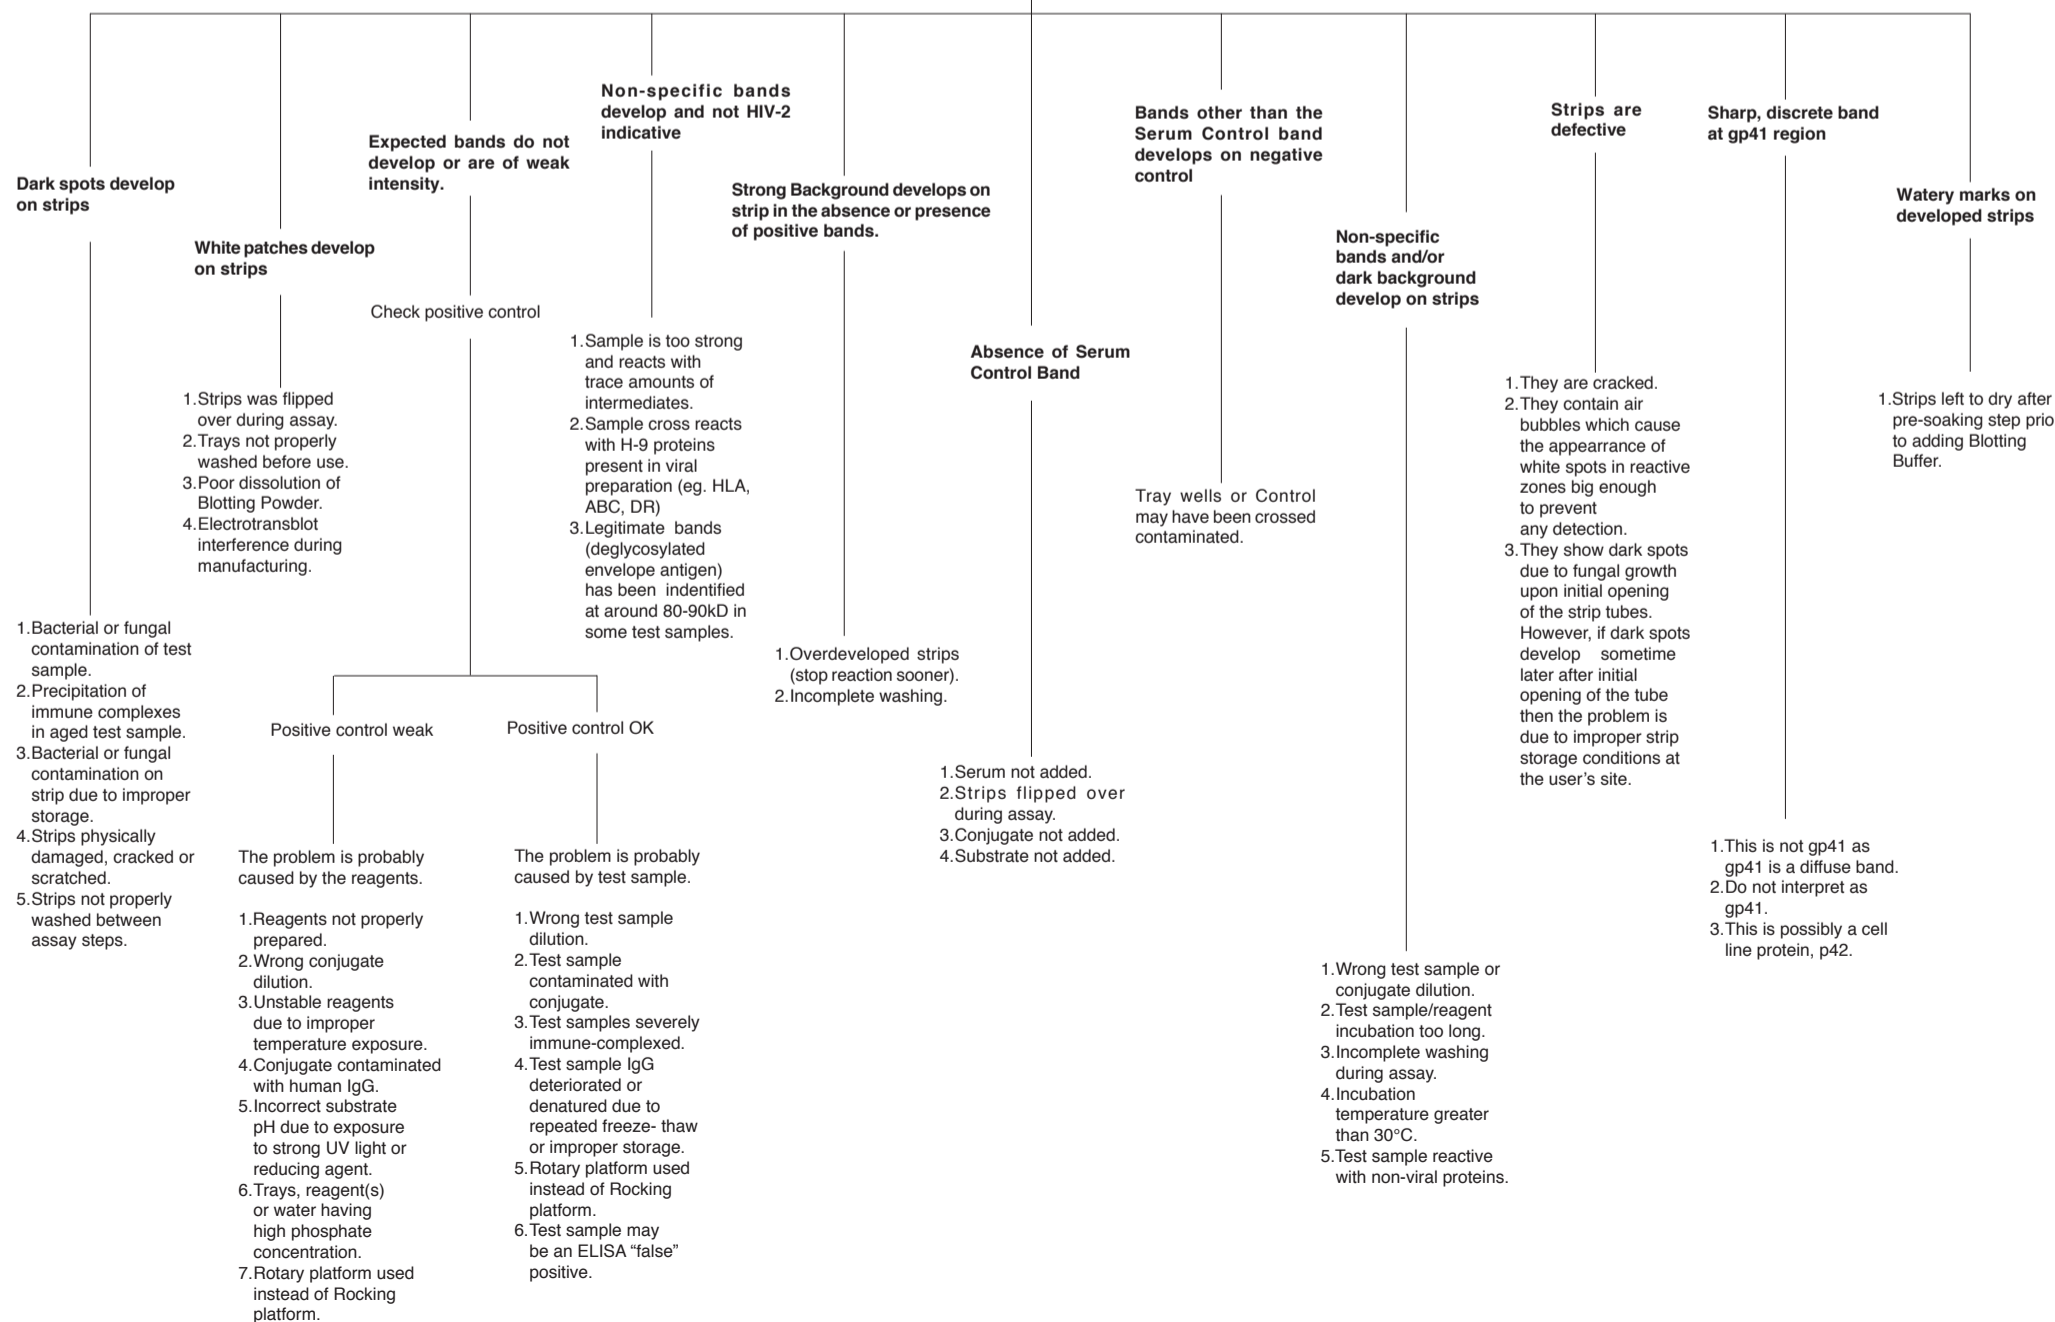 Dark spots develop
on strips
1.Bacterial or fungal
contamination of test
sample.
2.Precipitation of
immune complexes
in aged test sample.
3.Bacterial or fungal
contamination on
strip due to improper
storage.
4.Strips physically
damaged, cracked or
scratched.
5.Strips not properly
washed between
assay steps.
White patches develop
on strips
1.Strips was flipped
over during assay.
2.Trays not properly
washed before use.
3.Poor dissolution of
Blotting Powder.
4.Electrotransblot
interference during
manufacturing.
Expected bands do not
develop or are of weak
intensity.
Check positive control
Positive control weak
The problem is probably
caused by the reagents.
1.Reagents not properly
prepared.
2.Wrong conjugate
dilution.
3.Unstable reagents
due to improper
temperature exposure.
4.Conjugate contaminated
with human IgG.
5.Incorrect substrate
pH due to exposure
to strong UV light or
reducing agent.
6.Trays, reagent(s)
or water having
high phosphate
concentration.
7.Rotary platform used
instead of Rocking
platform.
Positive control OK
The problem is probably
caused by test sample.
1.Wrong test sample
dilution.
2.Test sample
contaminated with
conjugate.
3.Test samples severely
immune-complexed.
4.Test sample IgG
deteriorated or
denatured due to
repeated freeze- thaw
or improper storage.
5.Rotary platform used
instead of Rocking
platform.
6.Test sample may
be an ELISA “false”
positive.
Non-specific bands
develop and not HIV-2
indicative
1.Sample is too strong
and reacts with
trace amounts of
intermediates.
2.Sample cross reacts
with H-9 proteins
present in viral
preparation (eg. HLA,
ABC, DR)
3.Legitimate bands
(deglycosylated
envelope antigen)
has been indentified
at around 80-90kD in
some test samples.
Strong Background develops on
strip in the absence or presence
of positive bands.
1.Overdeveloped strips
(stop reaction sooner).
2.Incomplete washing.
Absence of Serum
Control Band
1.Serum not added.
2.Strips flipped over
during assay.
3.Conjugate not added.
4.Substrate not added.
Bands other than the
Serum Control band
develops on negative
control
Tray wells or Control
may have been crossed
contaminated.
Non-specific
bands and/or
dark background
develop on strips
1.Wrong test sample or
conjugate dilution.
2.Test sample/reagent
incubation too long.
3.Incomplete washing
during assay.
4.Incubation
temperature greater
than 30°C.
5.Test sample reactive
with non-viral proteins.
Strips are
defective
1.They are cracked.
2.They contain air
bubbles which cause
the appearrance of
white spots in reactive
zones big enough
to prevent
any detection.
3.They show dark spots
due to fungal growth
upon initial opening
of the strip tubes.
However, if dark spots
develop sometime
later after initial
opening of the tube
then the problem is
due to improper strip
storage conditions at
the user’s site.
Sharp, discrete band
at gp41 region
1.This is not gp41 as
gp41 is a diffuse band.
2.Do not interpret as
gp41.
3.This is possibly a cell
line protein, p42.
Watery marks on
developed strips
1.Strips left to dry after
pre-soaking step prio
to adding Blotting
Buffer.